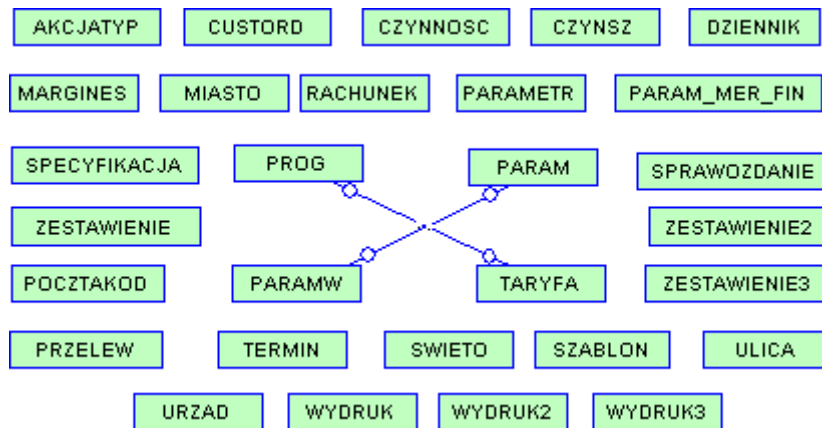 AKCJATYP CUSTORD CZYNNOSC CZYNSZ DZIENNIK
MARGINES MIASTO RACHUNEK PARAMETR PARAM_MER_FIN
SPECYFIKACJA PROG PARAM SPRAWOZDANIE
ZESTAWIENIE ZESTAWIENIE2
POCZTAKOD PARAMW TARYFA ZESTAWIENIE3
PRZELEW TERMIN SWIETO SZABLON ULICA
URZAD WYDRUK WYDRUK2 WYDRUK3